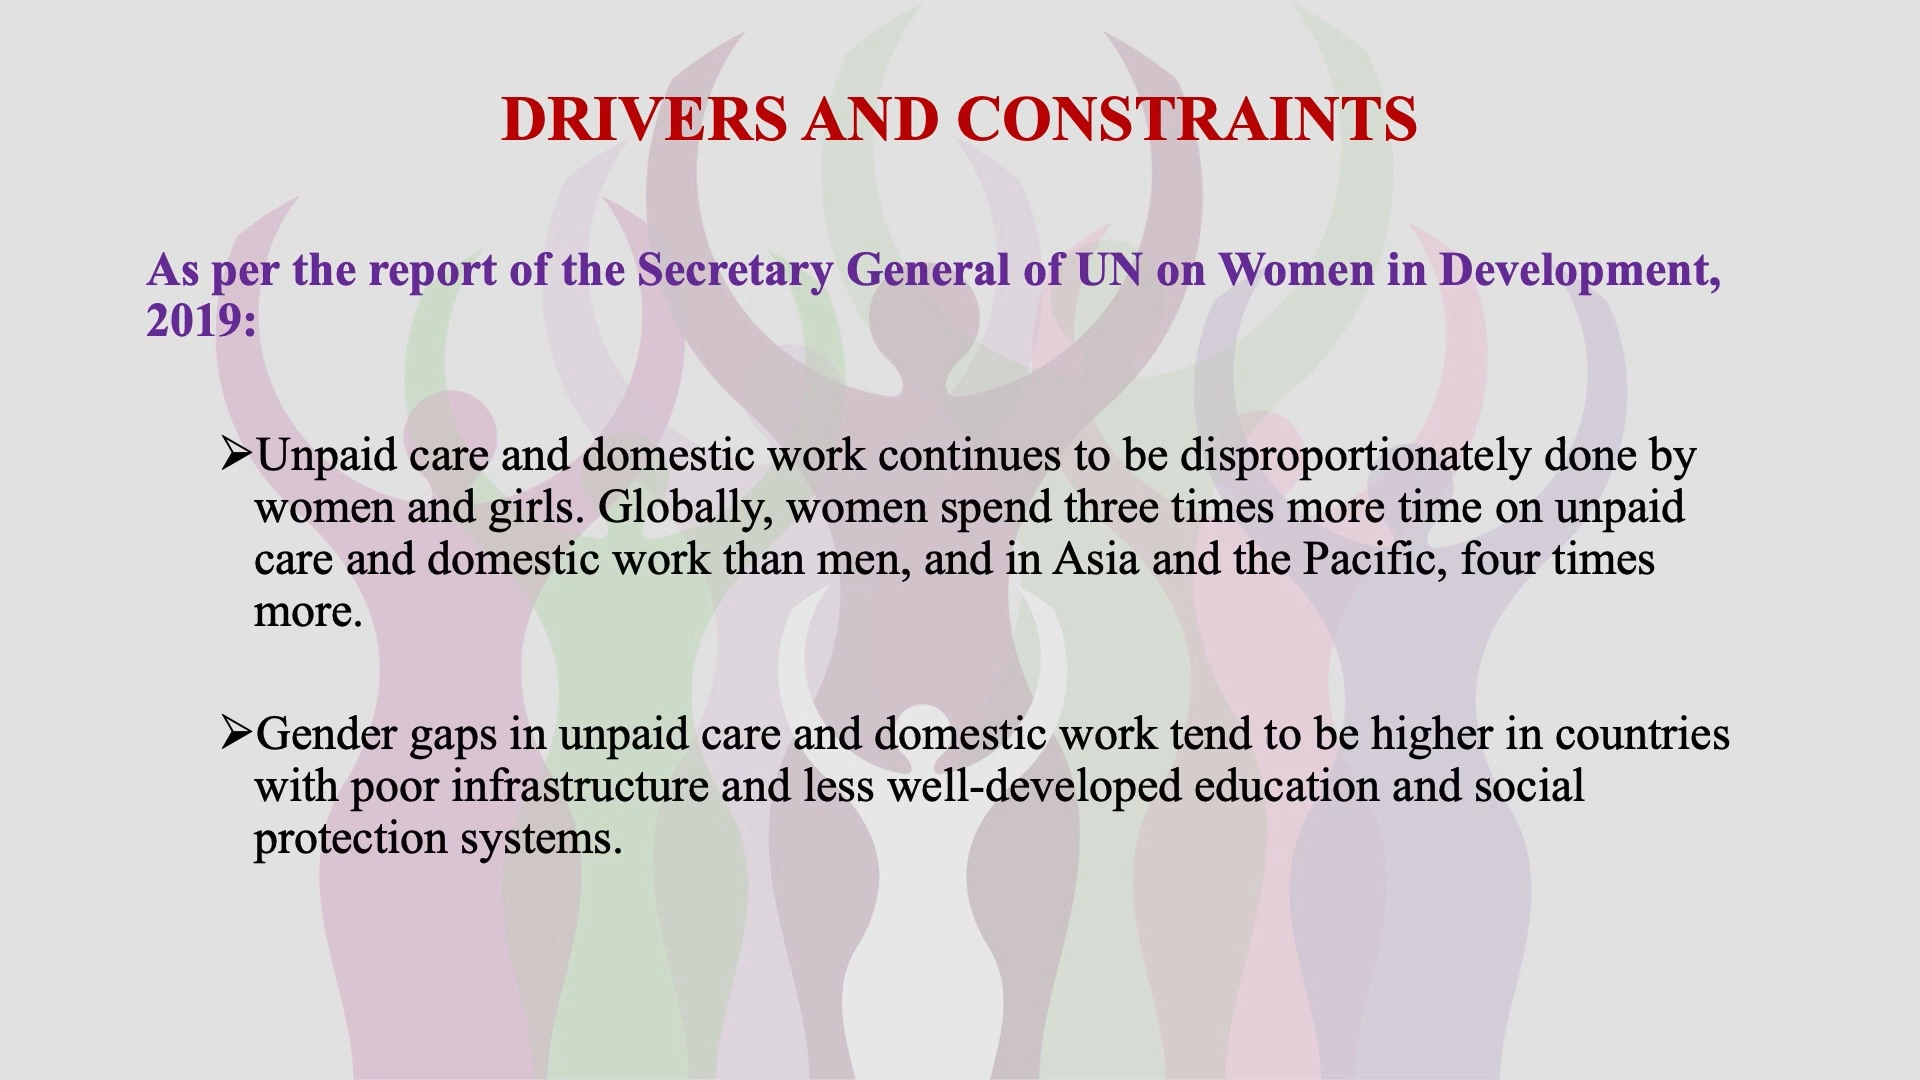 DRIVERS AND CONSTRAINTS
As per the report of the Secretary General of UN on Women in Development,
2019:
➢Unpaid care and domestic work continues to be disproportionately done by
women and girls. Globally, women spend three times more time on unpaid
care and domestic work than men, and in Asia and the Pacific, four times
more.
➢Gender gaps in unpaid care and domestic work tend to be higher in countries
with poor infrastructure and less well-developed education and social
protection systems.